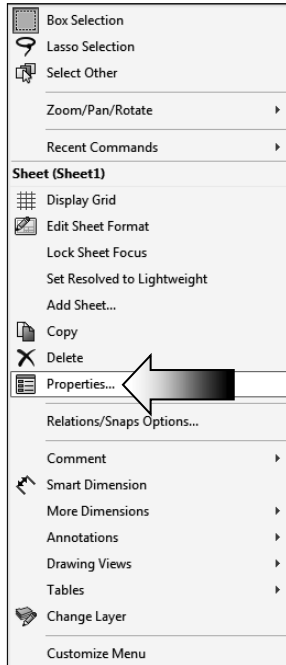 Box Selection
Lasso Selection
Select Other
Zoom/Pan/Rotate
Recent Commands
Sheet (Sheet1)
Display Grid
Edit Sheet Format
Lock Sheet Focus
Set Resolved to Lightweight
Add Sheet...
Copy
Delete
Properties...
Relations/Snaps Options...
Comment
Smart Dimension
More Dimensions
Annotations
Drawing Views
Tables
Change Layer
Customize Menu